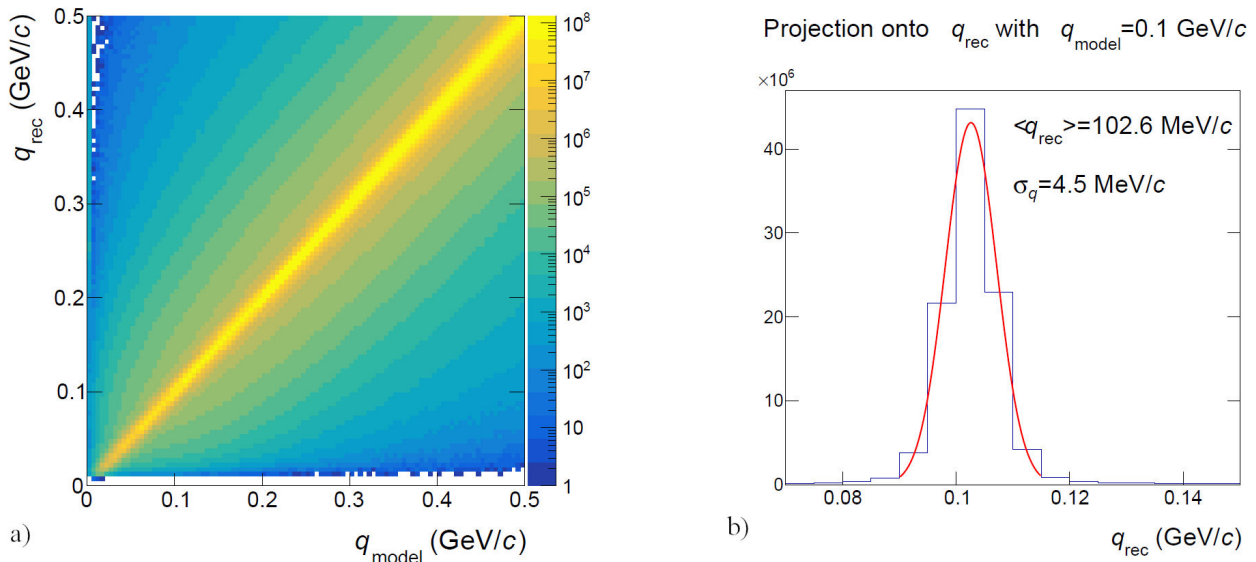 q_rec (GeV/c)
0.5
0.4
0.3
0.2
0.1
0
0 0.1 0.2 0.3 0.4 0.5
q_model (GeV/c)
10^8
10^7
10^6
10^5
10^4
10^3
10^2
10
1
a)
Projection onto q_rec with q_model=0.1 GeV/c
×10^6
40
30
20
10
0
<q_rec>=102.6 MeV/c
σ_q=4.5 MeV/c
0.08 0.1 0.12 0.14
q_rec (GeV/c)
b)